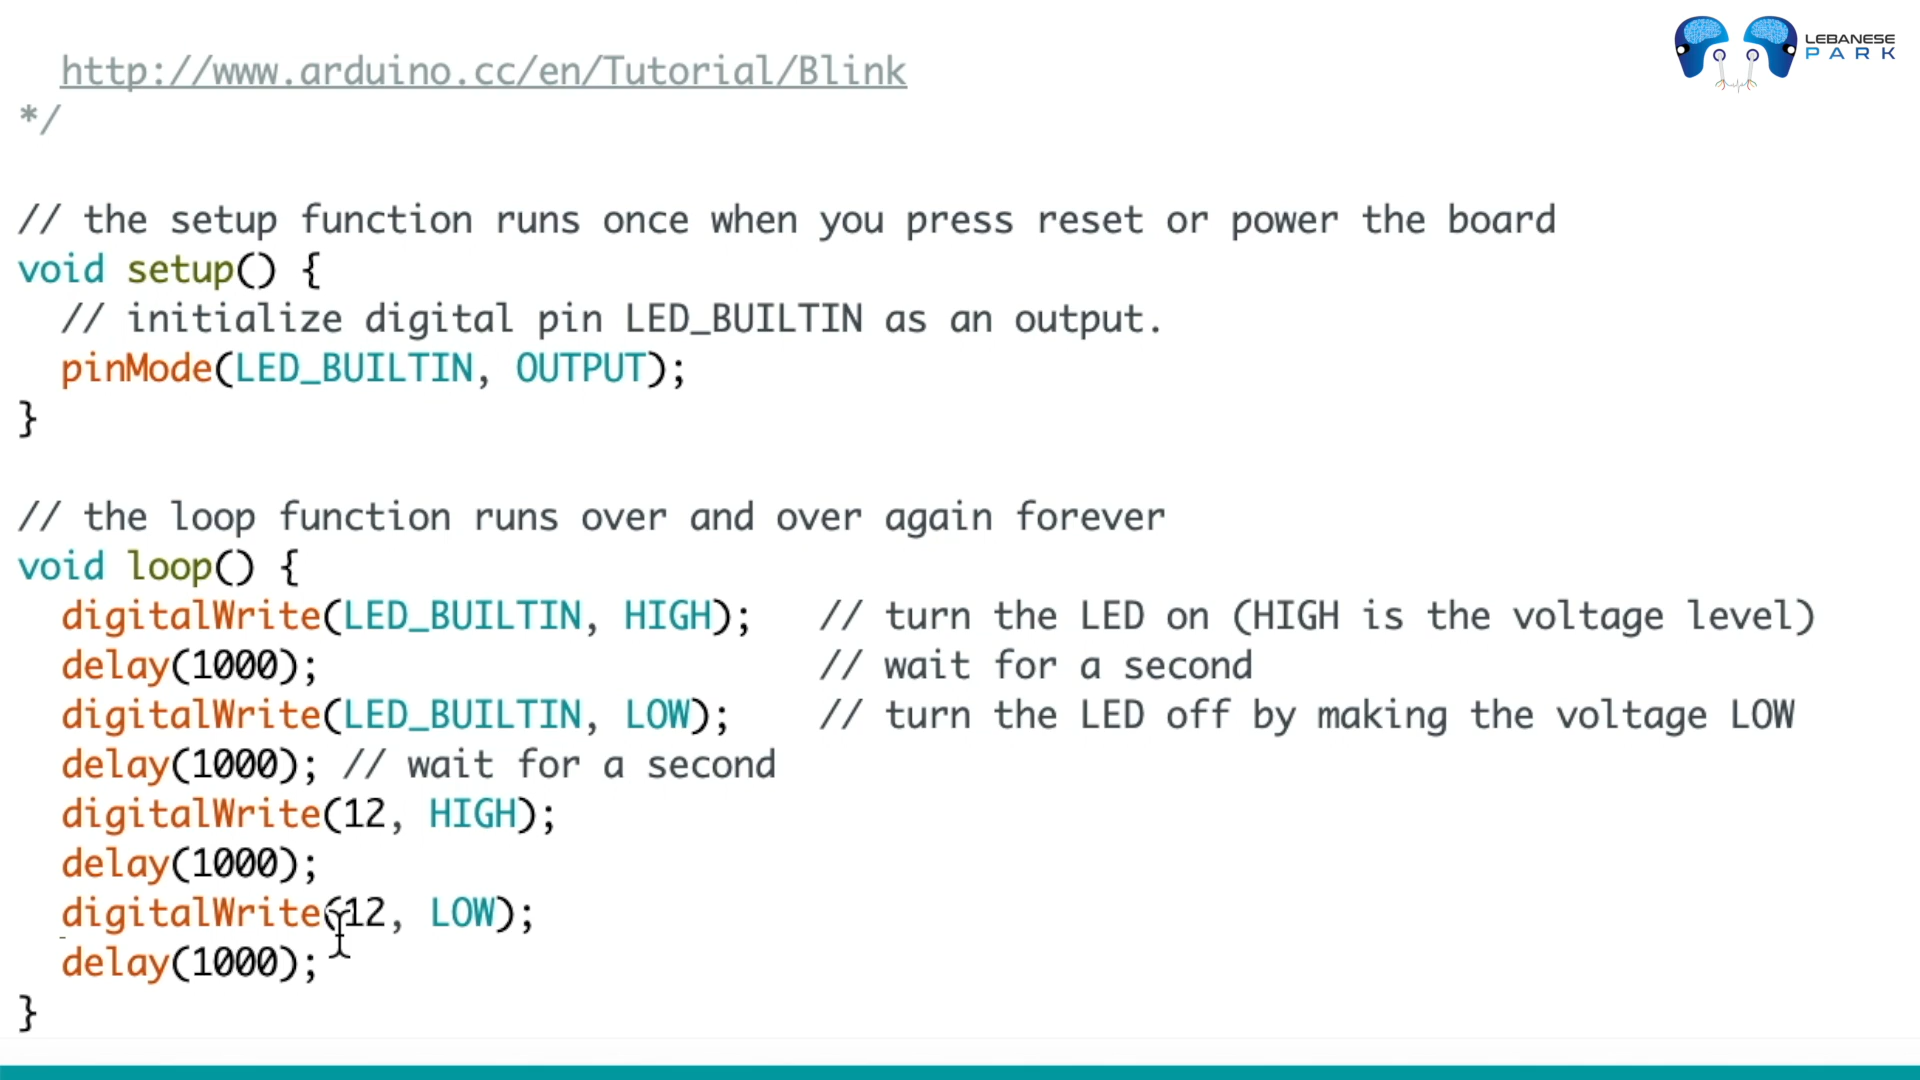 LEBANESE
PARK
http://www.arduino.cc/en/Tutorial/Blink
*/
// the setup function runs once when you press reset or power the board
void setup() {
  // initialize digital pin LED_BUILTIN as an output.
  pinMode(LED_BUILTIN, OUTPUT);
}
// the loop function runs over and over again forever
void loop() {
  digitalWrite(LED_BUILTIN, HIGH);   // turn the LED on (HIGH is the voltage level)
  delay(1000);                       // wait for a second
  digitalWrite(LED_BUILTIN, LOW);    // turn the LED off by making the voltage LOW
  delay(1000); // wait for a second
  digitalWrite(12, HIGH);
  delay(1000);
  digitalWrite(12, LOW);
  delay(1000);
}